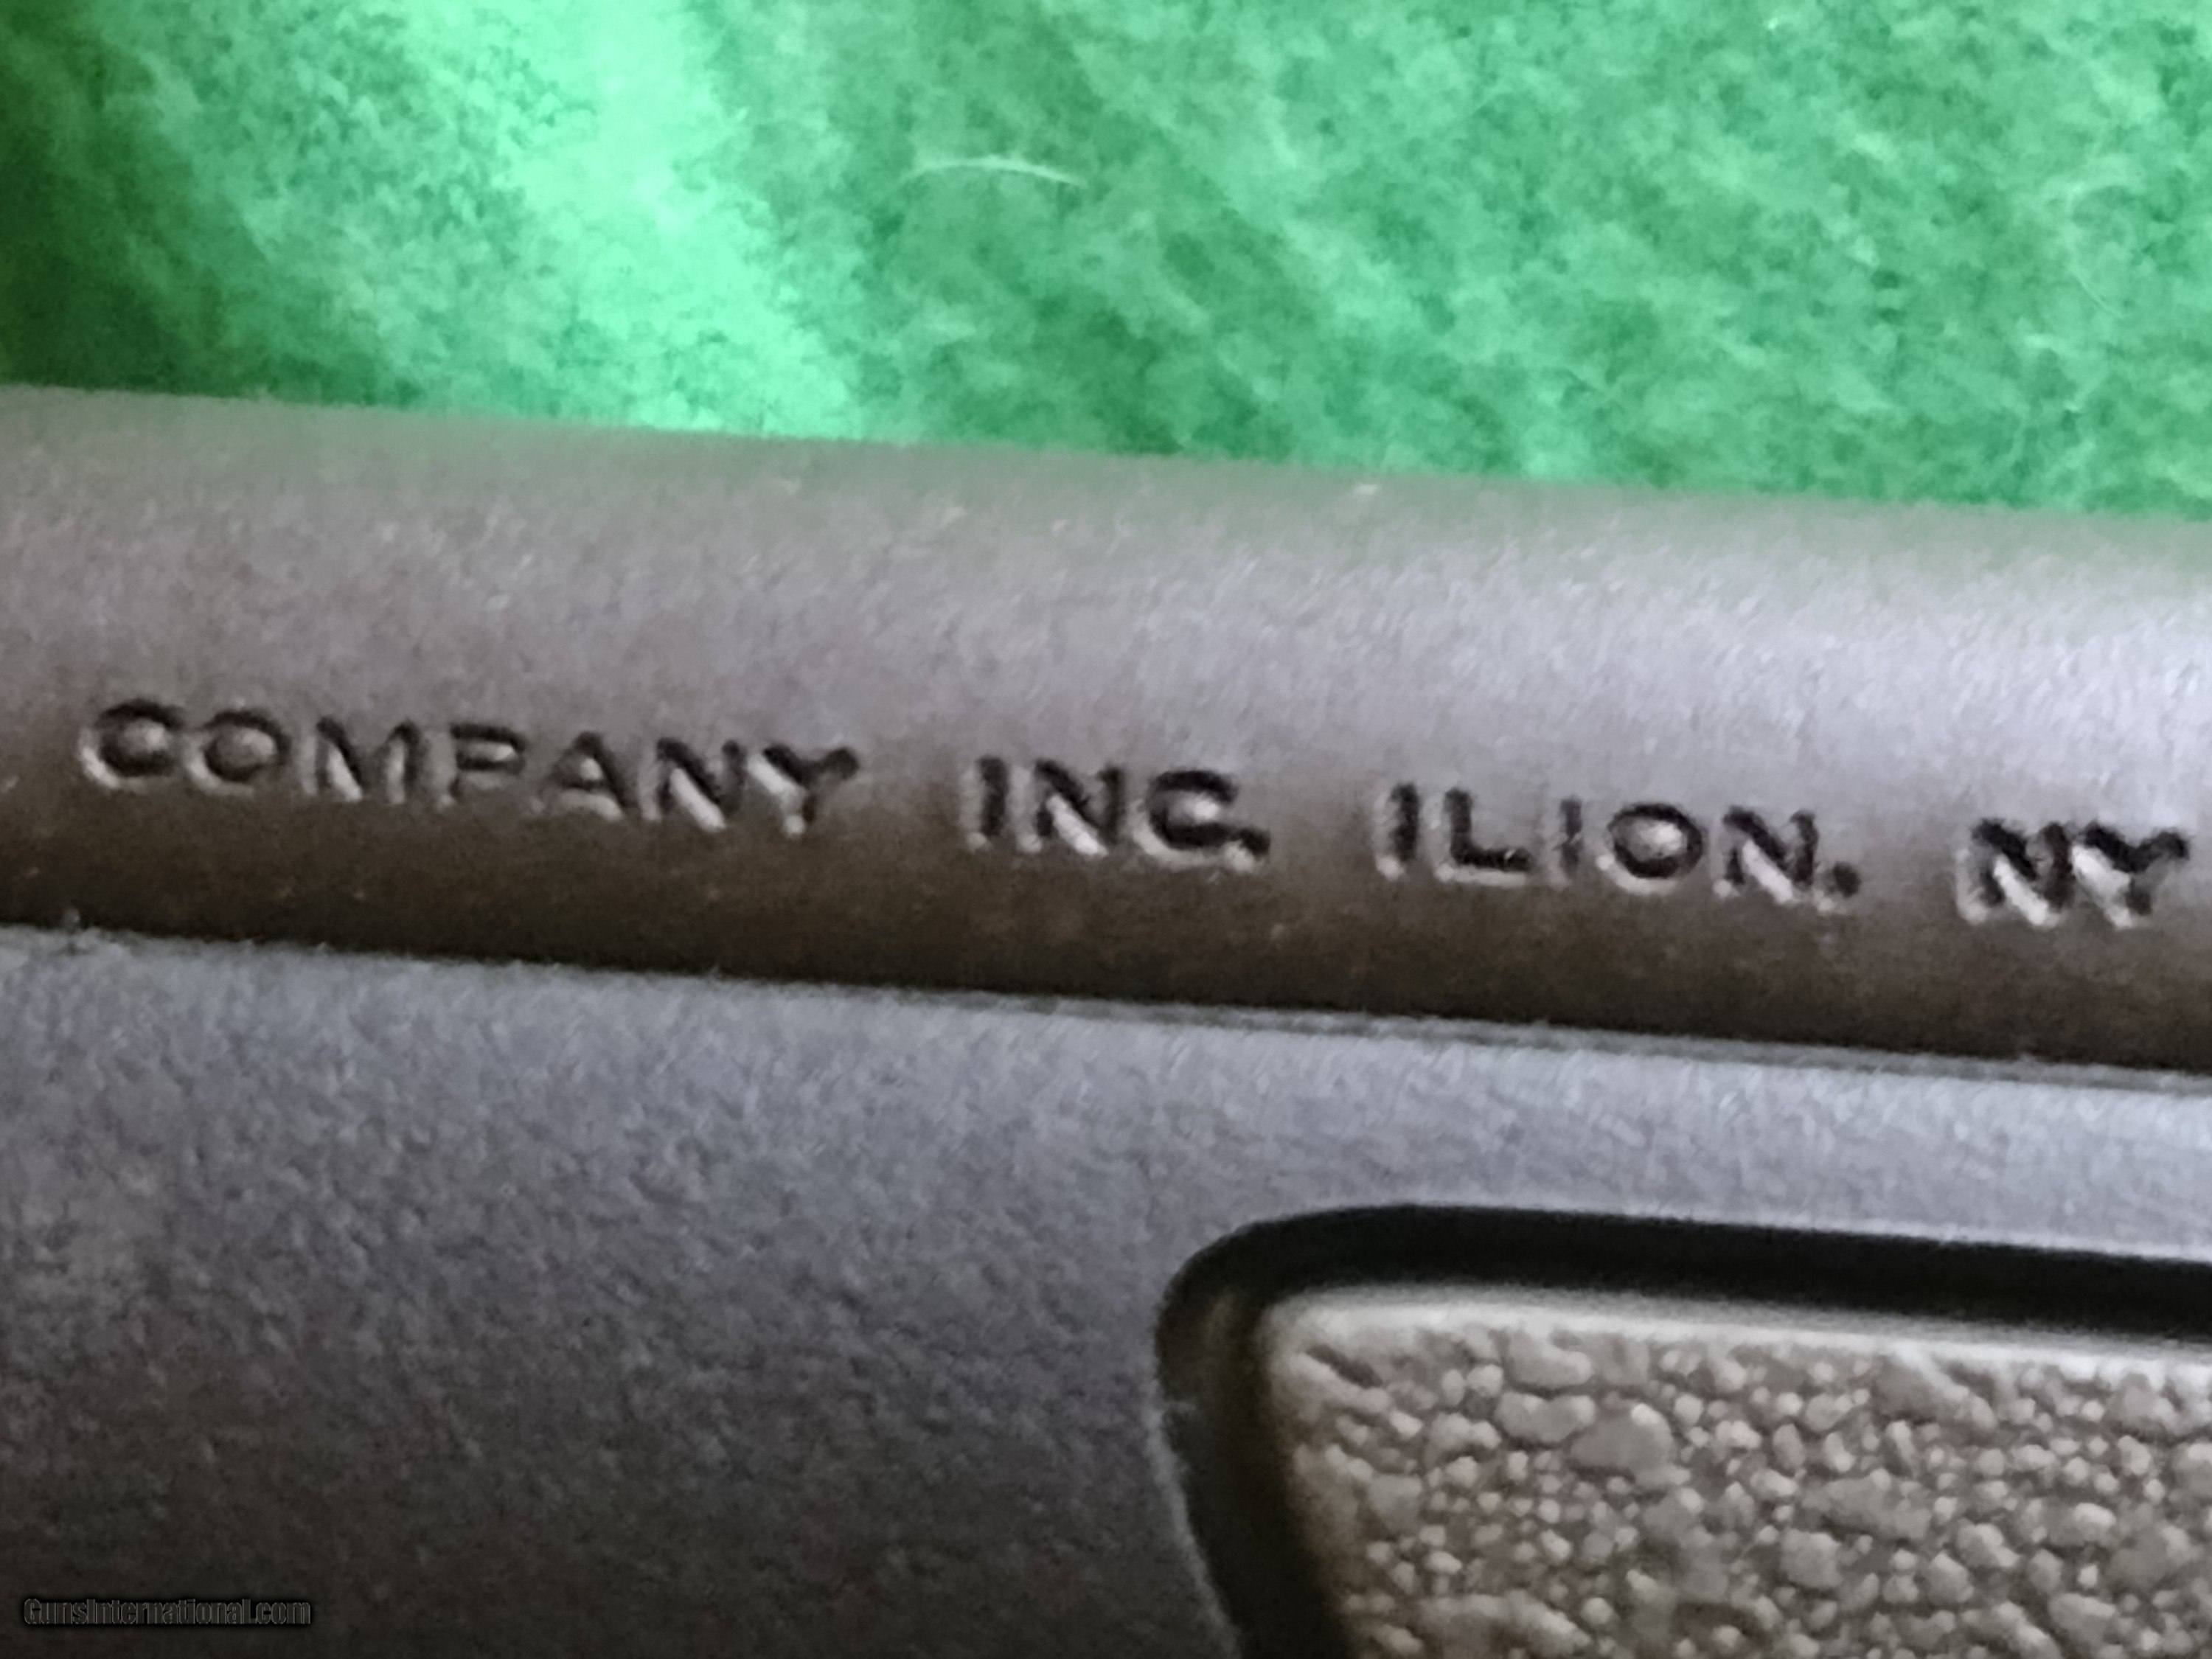 COMPANY INC. ILION. NY
GunsInternational.com